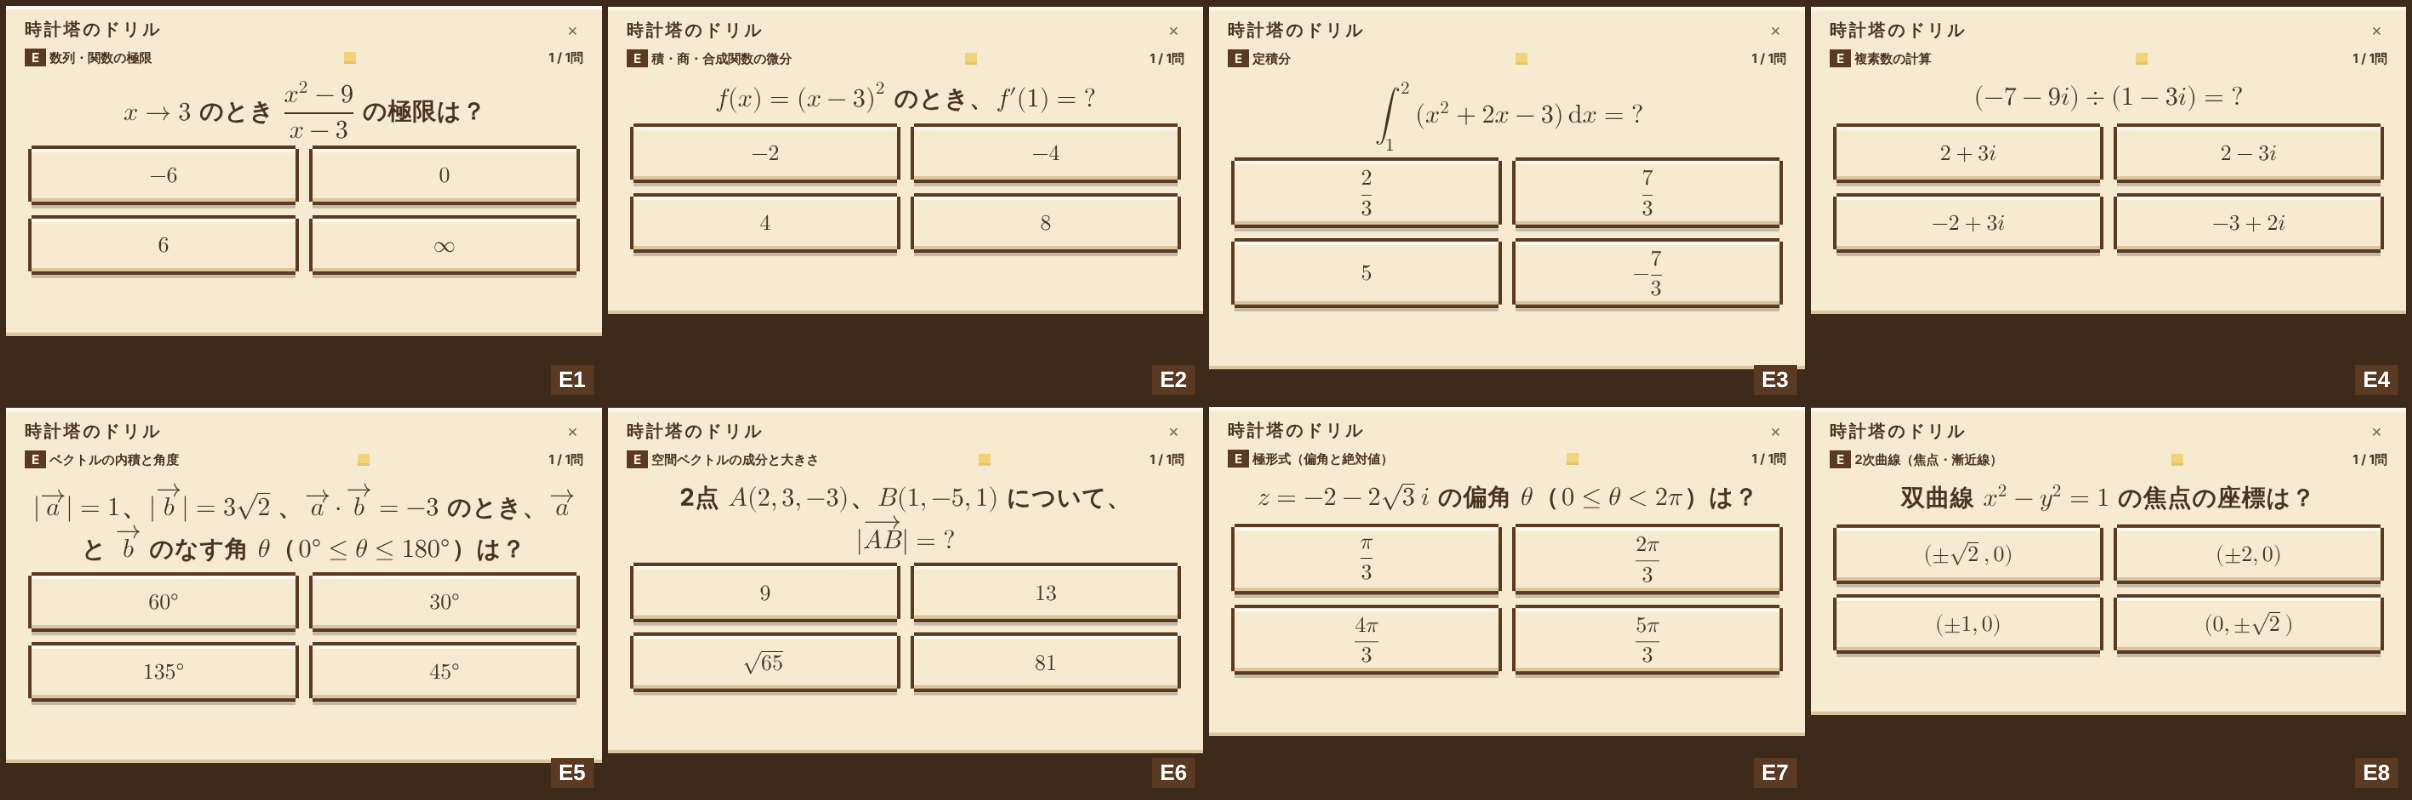 時計塔のドリル ×
E 数列・関数の極限 1 / 1問
x → 3 のとき (x² − 9)/(x − 3) の極限は？
−6
0
6
∞
E1
時計塔のドリル ×
E 積・商・合成関数の微分 1 / 1問
f(x) = (x − 3)² のとき、f′(1) = ?
−2
−4
4
8
E2
時計塔のドリル ×
E 定積分 1 / 1問
∫₁² (x² + 2x − 3) dx = ?
2/3
7/3
5
−7/3
E3
時計塔のドリル ×
E 複素数の計算 1 / 1問
(−7 − 9i) ÷ (1 − 3i) = ?
2 + 3i
2 − 3i
−2 + 3i
−3 + 2i
E4
時計塔のドリル ×
E ベクトルの内積と角度 1 / 1問
|a→| = 1、|b→| = 3√2 、a→ · b→ = −3 のとき、a→
と b→ のなす角 θ（0° ≤ θ ≤ 180°）は？
60°
30°
135°
45°
E5
時計塔のドリル ×
E 空間ベクトルの成分と大きさ 1 / 1問
2点 A(2, 3, −3)、B(1, −5, 1) について、
|AB→| = ?
9
13
√65
81
E6
時計塔のドリル ×
E 極形式（偏角と絶対値） 1 / 1問
z = −2 − 2√3 i の偏角 θ（0 ≤ θ < 2π）は？
π/3
2π/3
4π/3
5π/3
E7
時計塔のドリル ×
E 2次曲線（焦点・漸近線） 1 / 1問
双曲線 x² − y² = 1 の焦点の座標は？
(±√2 , 0)
(±2, 0)
(±1, 0)
(0, ±√2 )
E8